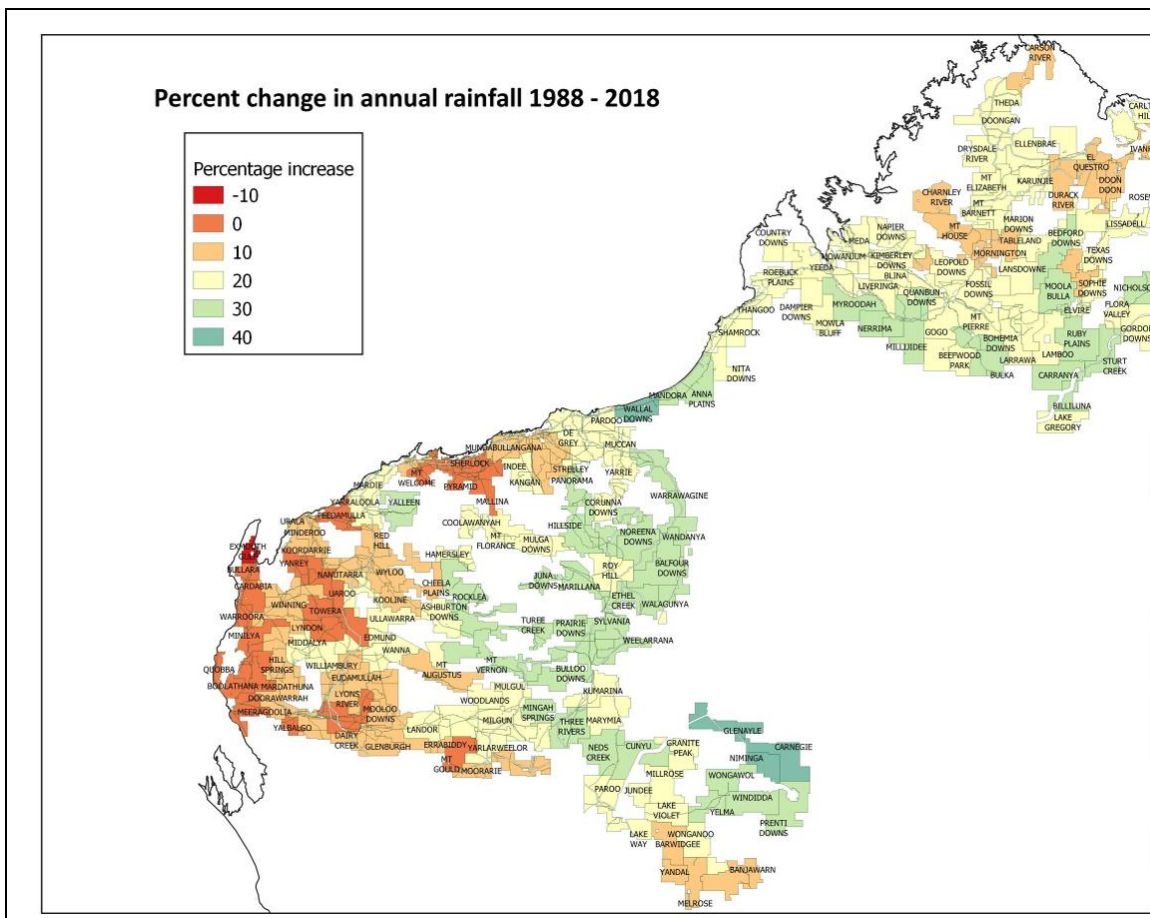 Percent change in annual rainfall 1988 - 2018
Percentage increase
-10
0
10
20
30
40
CARSON
RIVER
THEDA
DOONGAN
DRYSDALE
RIVER
ELLENBRAE
EL
QUESTRO
DOON
DOON
MT
ELIZABETH
KARUNJIE
DURACK
RIVER
CHARNLEY
RIVER
MT
BARNETT
MARION
DOWNS
LISSADELL
BEDFORD
DOWNS
COUNTRY
DOWNS
NAPIER
DOWNS
MEDA
MOWANJUM
MT
HOUSE
TABLELAND
MORNINGTON
TEXAS
DOWNS
KIMBERLEY
DOWNS
BLINA
YEEDA
LEOPOLD
DOWNS
LANSDOWNE
ROEBUCK
PLAINS
LIVERINGA
QUANBUN
DOWNS
FOSSIL
DOWNS
MOOLA
BULLA
SOPHIE
DOWNS
THANGOO
DAMPIER
DOWNS
MYROODAH
ELVIRE
FLORA
VALLEY
SHAMROCK
MOWLA
BLUFF
NERRIMA
MILLIJIDEE
GOGO
MT
PIERRE
BOHEMIA
DOWNS
RUBY
PLAINS
BEEFWOOD
PARK
LARRAWA
LAMBOO
STURT
CREEK
NITA
DOWNS
BULKA
CARRANYA
MANDORA
ANNA
PLAINS
BILLILUNA
LAKE
GREGORY
WALLAL
DOWNS
PARDOO
DE
GREY
MUNDABULLANGANA
MUCCAN
SHERLOCK
INDEE
STRELLEY
PANORAMA
YARRIE
MT
WELCOME
PYRAMID
KANGAN
MARDIE
MALLINA
WARRAWAGINE
YARRALOOLA
YALLEEN
CORUNNA
DOWNS
PEEDAMULLA
COOLAWANYAH
HILLSIDE
URALA
MINDEROO
MT
FLORANCE
NOREENA
DOWNS
WANDANYA
RED
HILL
MULGA
DOWNS
EXMOUTH
KOORDARRIE
HAMERSLEY
ROY
HILL
BALFOUR
DOWNS
BULLARA
YANREY
NANUTARRA
WYLOO
JUNA
DOWNS
MARILLANA
CARDABIA
UAROO
CHEELA
PLAINS
ROCKLEA
ETHEL
CREEK
WALAGUNYA
WINNING
TOWERA
KOOLINE
ASHBURTON
DOWNS
WARROORA
ULLAWARRA
TUREE
CREEK
PRAIRIE
DOWNS
SYLVANIA
LYNDON
MINILYA
EDMUND
WEELARRANA
MIDDALYA
WANNA
QUOBBA
HILL
SPRINGS
WILLIAMBURY
MT
AUGUSTUS
MT
VERNON
BULLOO
DOWNS
EUDAMULLAH
BOOLATHANA
MARDATHUNA
DOORAWARRAH
MULGUL
KUMARINA
LYONS
RIVER
WOODLANDS
MOOLOO
DOWNS
MINGAH
SPRINGS
MEERAGOOLIA
LANDOR
MILGUN
THREE
RIVERS
MARYMIA
GLENAYLE
YALBALGO
DAIRY
CREEK
GLENBURGH
ERRABIDDY
YARLARWEELOR
NEDS
CREEK
CUNYU
GRANITE
PEAK
CARNEGIE
MT
GOULD
MOORARIE
NIMINGA
MILLROSE
WONGAWOL
PAROO
JUNDEE
WINDIDDA
LAKE
VIOLET
YELMA
PRENTI
DOWNS
LAKE
WAY
WONGANOO
BARWIDGEE
YANDAL
BANJAWARN
MELROSE